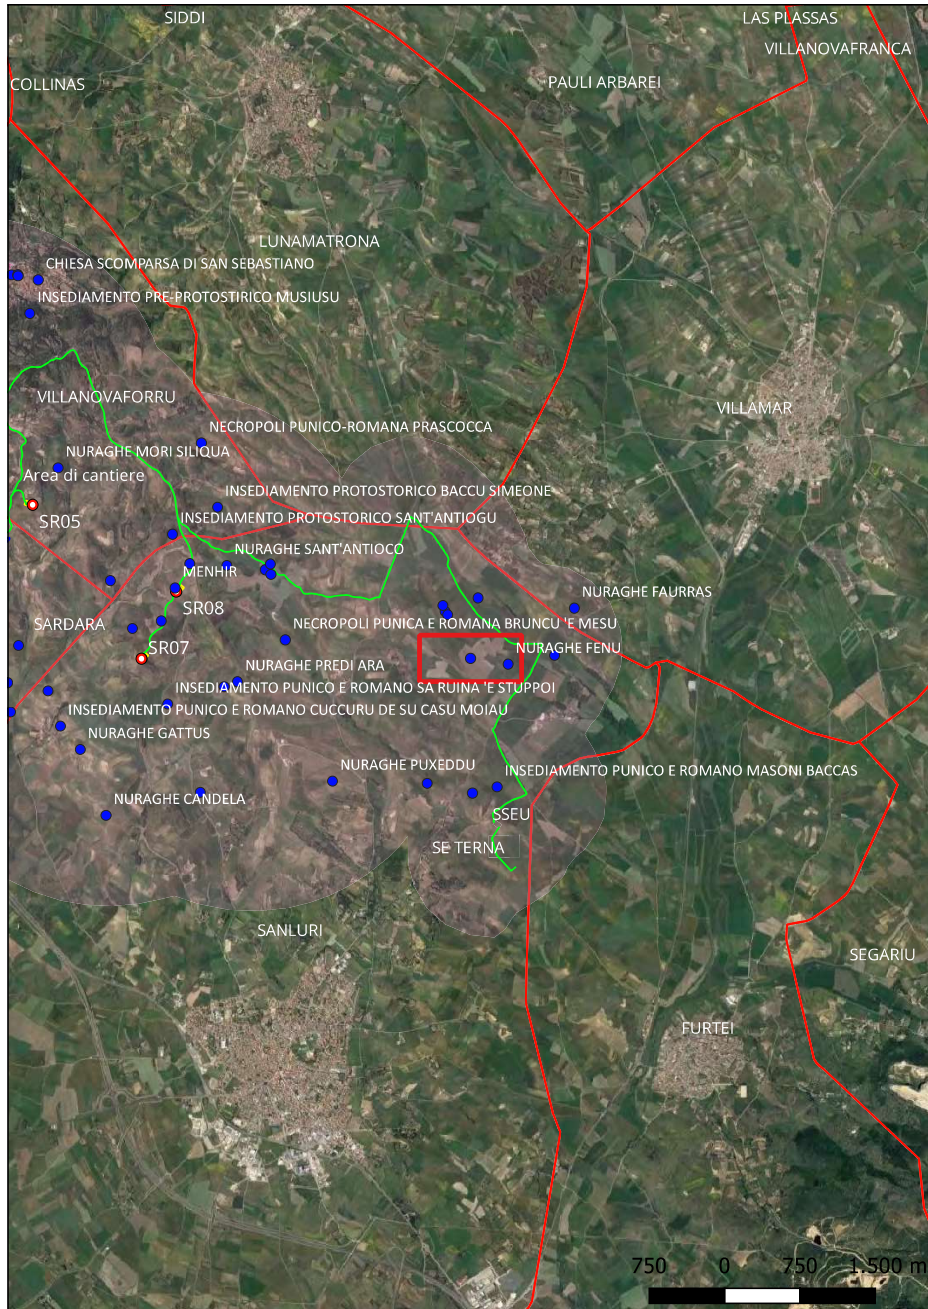 SIDDI
LAS PLASSAS
VILLANOVAFRANCA
COLLINAS
PAULI ARBAREI
LUNAMATRONA
CHIESA SCOMPARSA DI SAN SEBASTIANO
INSEDIAMENTO PRE-PROTOSTIRICO MUSIUSU
VILLANOVAFORRU
VILLAMAR
NECROPOLI PUNICO-ROMANA PRASCOCCA
NURAGHE MORI SILIQUA
Area di cantiere
INSEDIAMENTO PROTOSTORICO BACCU SIMEONE
SR05
INSEDIAMENTO PROTOSTORICO SANT'ANTIOGU
NURAGHE SANT'ANTIOCO
MENHIR
NURAGHE FAURRAS
SR08
SARDARA
NECROPOLI PUNICA E ROMANA BRUNCU 'E MESU
SR07
NURAGHE FENU
NURAGHE PREDI ARA
INSEDIAMENTO PUNICO E ROMANO SA RUINA 'E STUPPOI
INSEDIAMENTO PUNICO E ROMANO CUCCURU DE SU CASU MOIAU
NURAGHE GATTUS
NURAGHE PUXEDDU
INSEDIAMENTO PUNICO E ROMANO MASONI BACCAS
NURAGHE CANDELA
SSEU
SE TERNA
SANLURI
SEGARIU
FURTEI
750 0 750 1.500 m